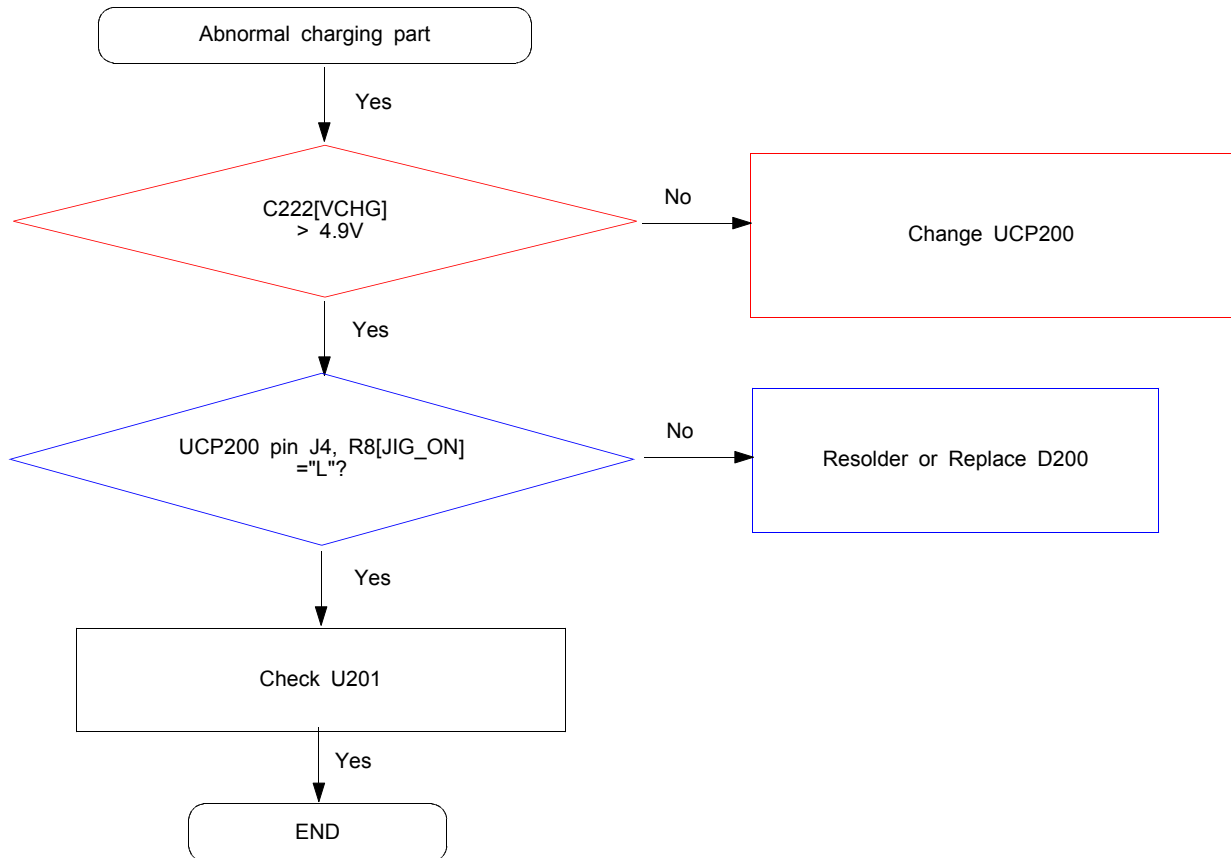 Abnormal charging part
Yes
C222[VCHG]
> 4.9V
No
Change UCP200
Yes
UCP200 pin J4, R8[JIG_ON]
="L"?
No
Resolder or Replace D200
Yes
Check U201
Yes
END